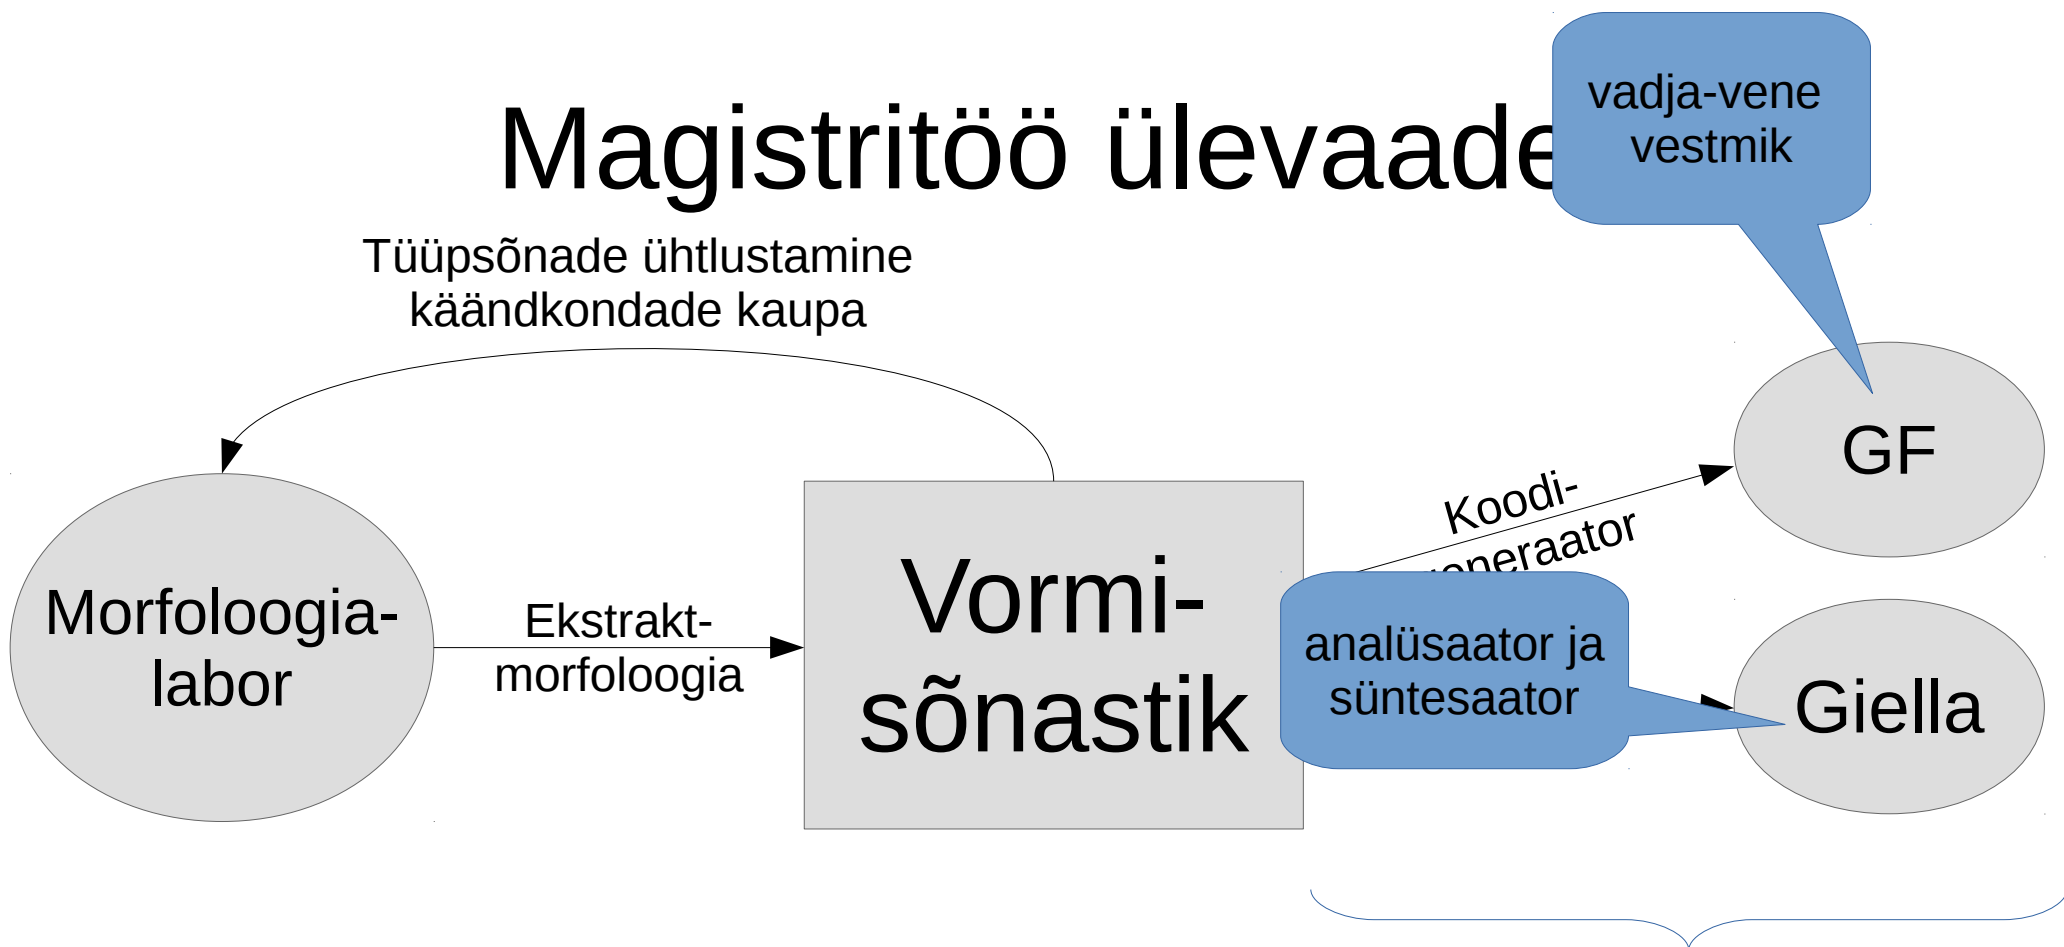 Magistritöö ülevaade
vadja-vene
vestmik
Tüüpsõnade ühtlustamine
käändkondade kaupa
GF
Koodi-
Morfoloogia-
labor
Ekstrakt-
morfoloogia
Vormi-
sõnastik
analüsaator ja
süntesaator
Giella